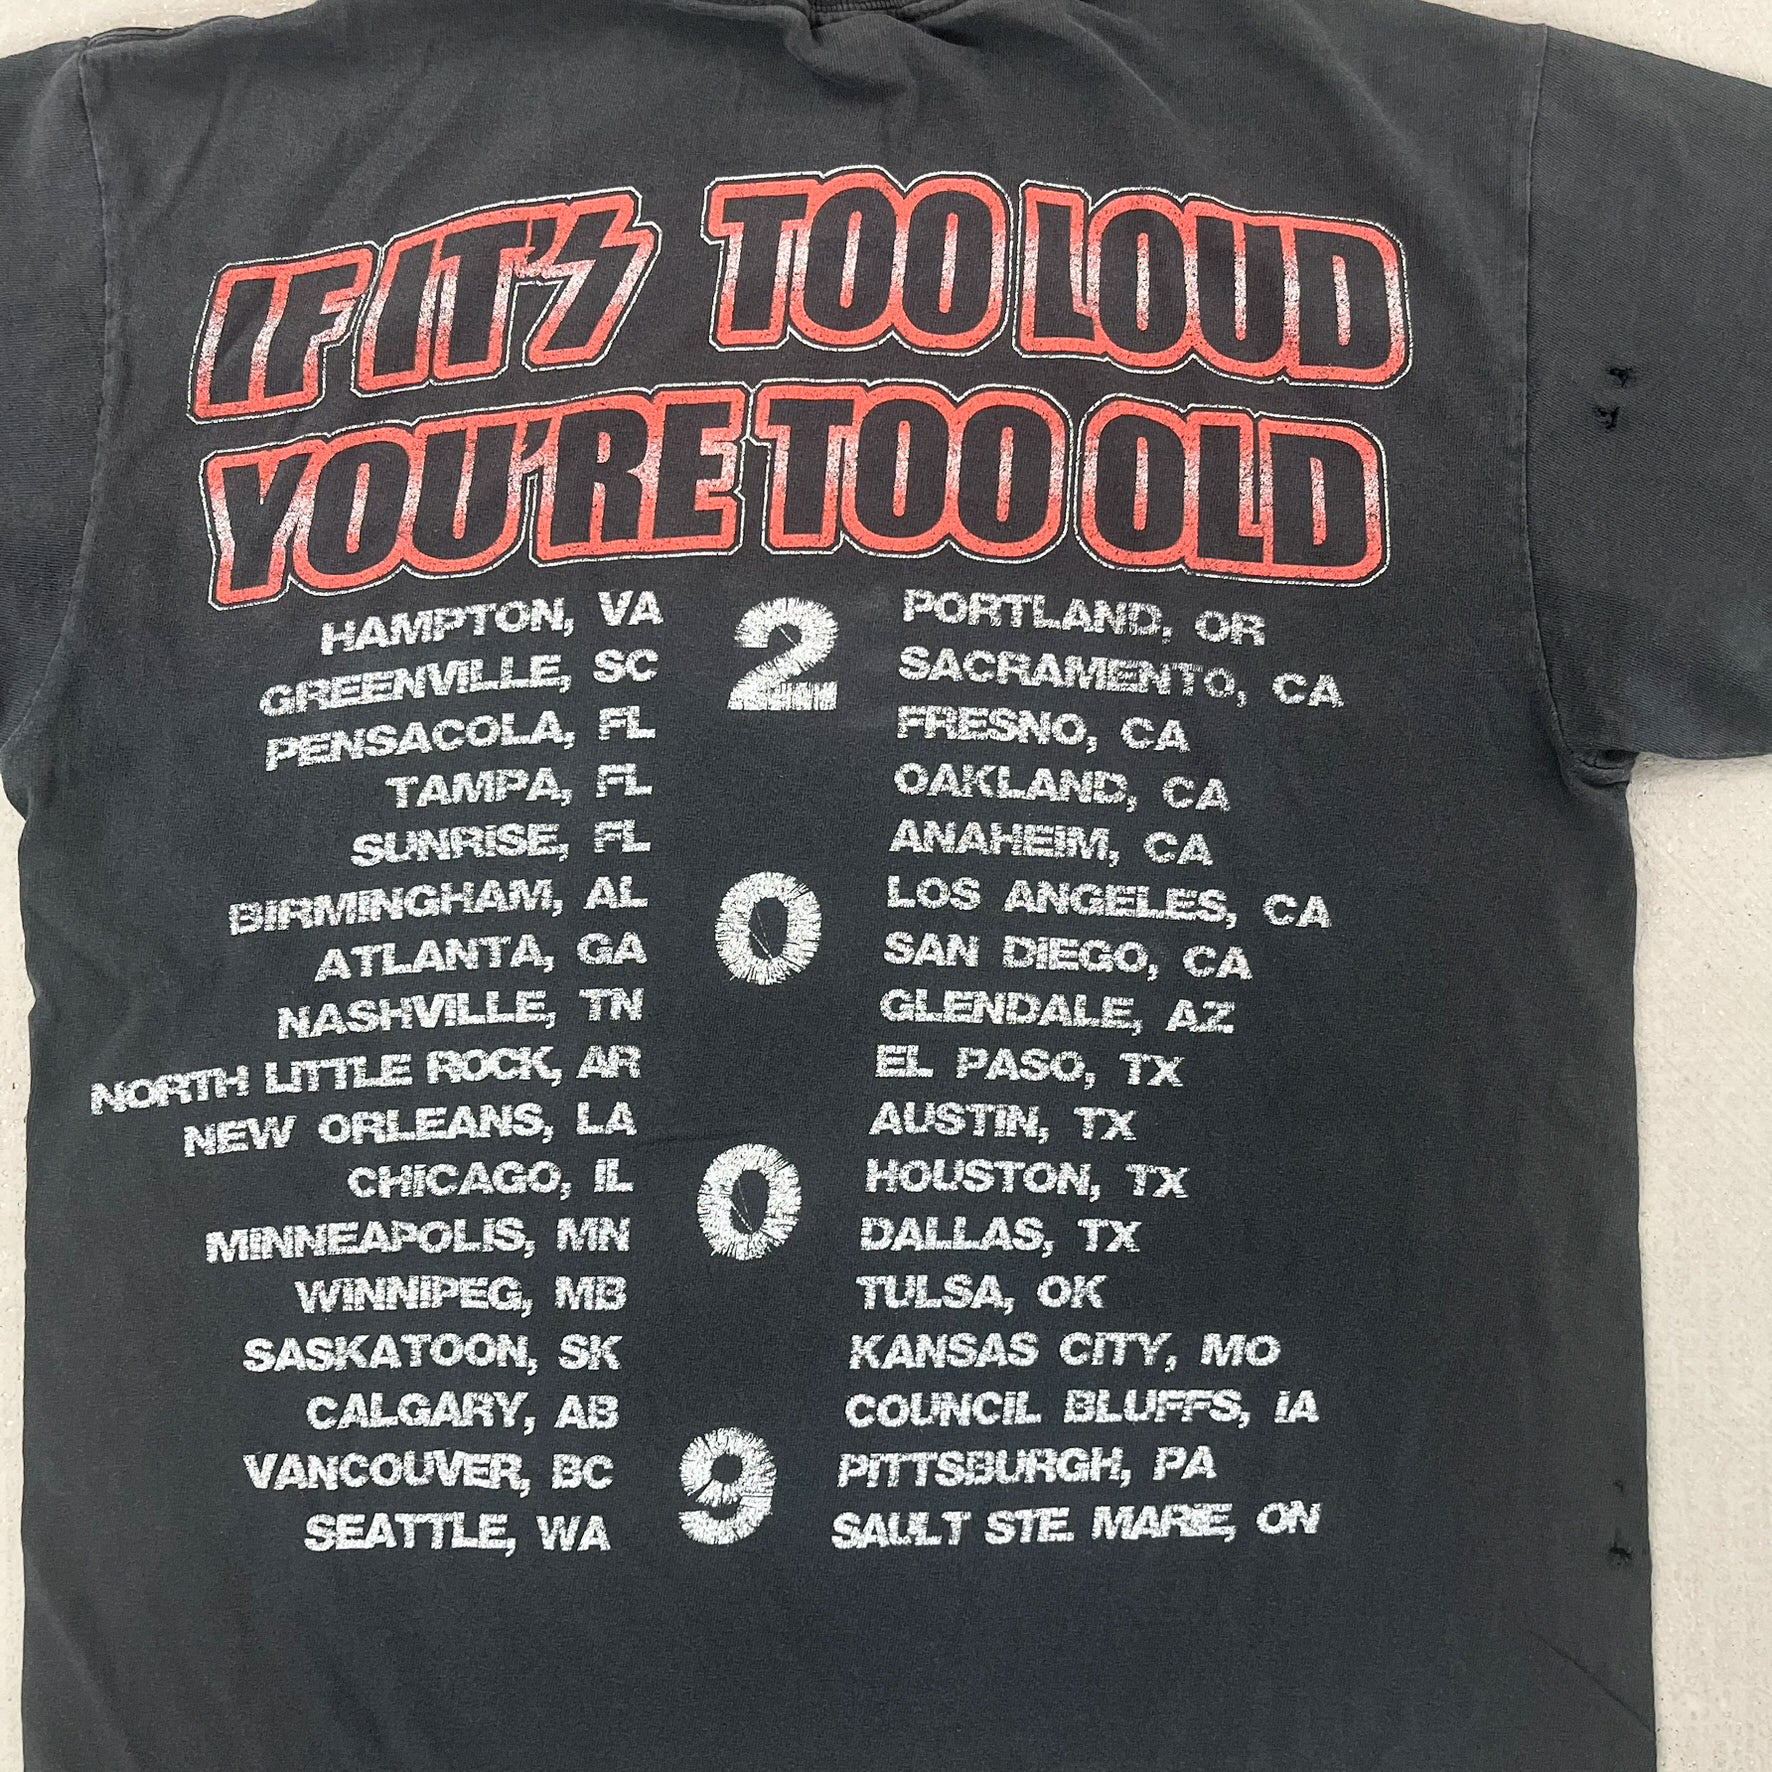 IF IT'S TOO LOUD
YOU'RE TOO OLD
HAMPTON, VA
GREENVILLE, SC
PENSACOLA, FL
TAMPA, FL
SUNRISE, FL
BIRMINGHAM, AL
ATLANTA, GA
NASHVILLE, TN
NORTH LITTLE ROCK, AR
NEW ORLEANS, LA
CHICAGO, IL
MINNEAPOLIS, MN
WINNIPEG, MB
SASKATOON, SK
CALGARY, AB
VANCOUVER, BC
SEATTLE, WA
2
0
0
9
PORTLAND, OR
SACRAMENTO, CA
FRESNO, CA
OAKLAND, CA
ANAHEIM, CA
LOS ANGELES, CA
SAN DIEGO, CA
GLENDALE, AZ
EL PASO, TX
AUSTIN, TX
HOUSTON, TX
DALLAS, TX
TULSA, OK
KANSAS CITY, MO
COUNCIL BLUFFS, IA
PITTSBURGH, PA
SAULT STE. MARIE, ON